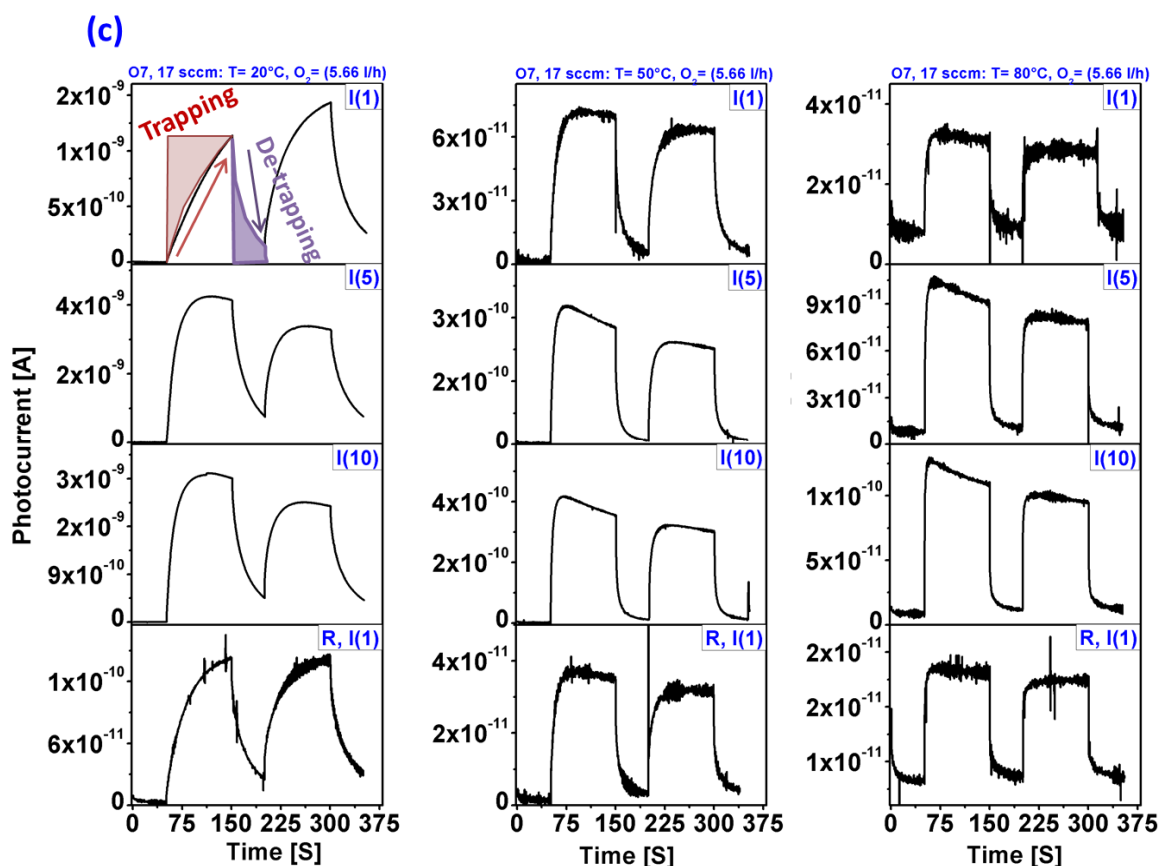 (c)
O7, 17 sccm: T= 20°C, O₂= (5.66 l/h)
O7, 17 sccm: T= 50°C, O₂= (5.66 l/h)
O7, 17 sccm: T= 80°C, O₂= (5.66 l/h)
Photocurrent [A]
2x10⁻⁹
1x10⁻⁹
5x10⁻¹⁰
0
Trapping
De-trapping
I(1)
6x10⁻¹¹
3x10⁻¹¹
0
I(1)
4x10⁻¹¹
2x10⁻¹¹
0
I(1)
4x10⁻⁹
2x10⁻⁹
0
I(5)
3x10⁻¹⁰
2x10⁻¹⁰
0
I(5)
9x10⁻¹¹
6x10⁻¹¹
3x10⁻¹¹
0
I(5)
3x10⁻⁹
2x10⁻⁹
9x10⁻¹⁰
0
I(10)
4x10⁻¹⁰
2x10⁻¹⁰
0
I(10)
1x10⁻¹⁰
5x10⁻¹¹
0
I(10)
1x10⁻¹⁰
6x10⁻¹¹
0
R, I(1)
4x10⁻¹¹
2x10⁻¹¹
0
R, I(1)
2x10⁻¹¹
2x10⁻¹¹
1x10⁻¹¹
R, I(1)
0 75 150 225 300 375
0 75 150 225 300 375
0 75 150 225 300 375
Time [S]
Time [S]
Time [S]